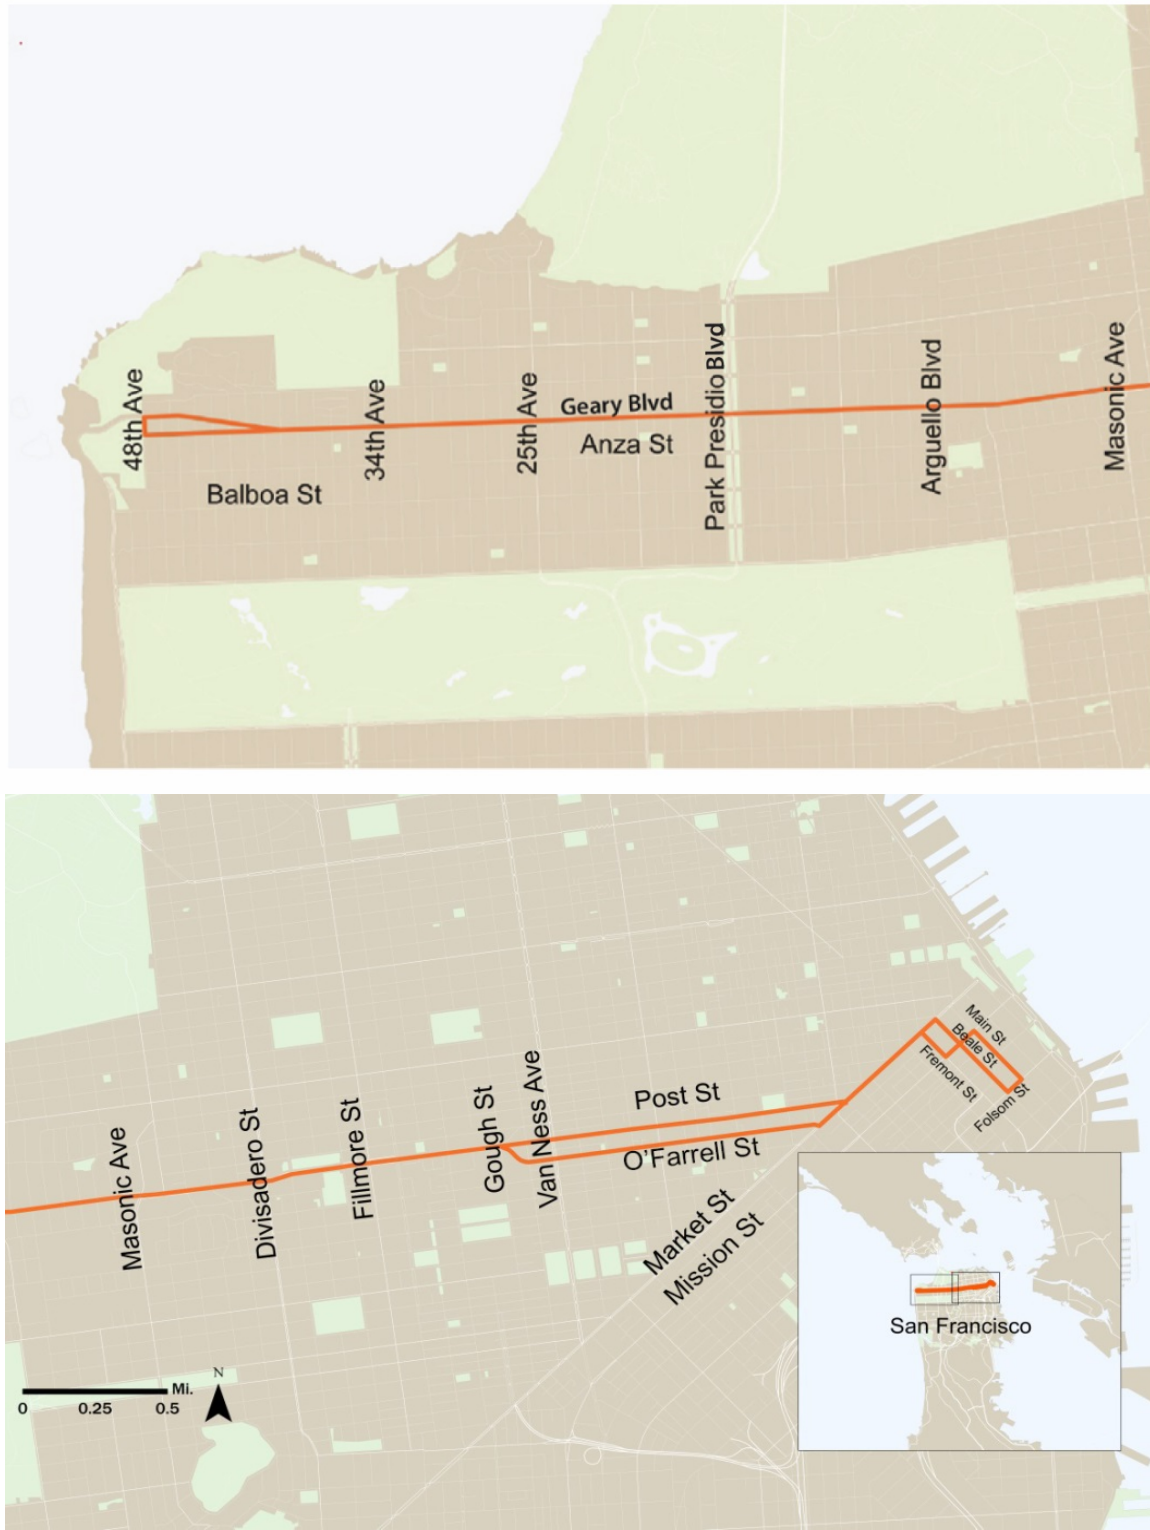 48th Ave
Balboa St
34th Ave
25th Ave
Geary Blvd
Anza St
Park Presidio Blvd
Arguello Blvd
Masonic Ave
Main St
Beale St
Fremont St
Folsom St
Post St
O'Farrell St
Van Ness Ave
Gough St
Fillmore St
Divisadero St
Masonic Ave
Market St
Mission St
San Francisco
N
Mi.
0 0.25 0.5